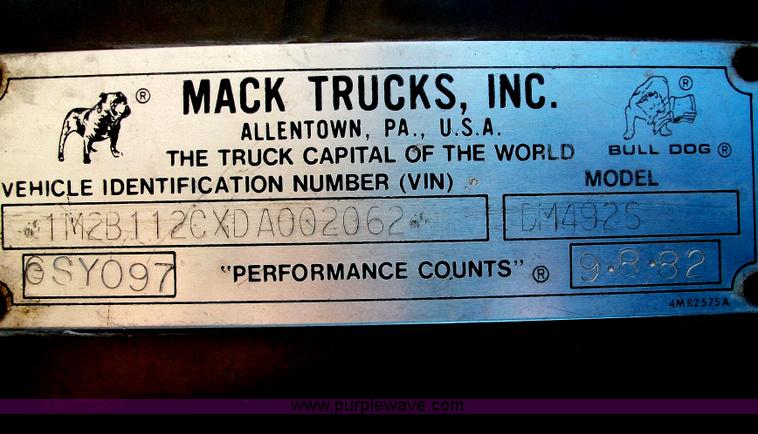 MACK TRUCKS, INC.
ALLENTOWN, PA., U.S.A.
THE TRUCK CAPITAL OF THE WORLD
BULL DOG ®
VEHICLE IDENTIFICATION NUMBER (VIN)
MODEL
1M2B112CXDA002062
DM492S
6SY097
"PERFORMANCE COUNTS" ®
9·8·82
4MR2575A
www.purplewave.com